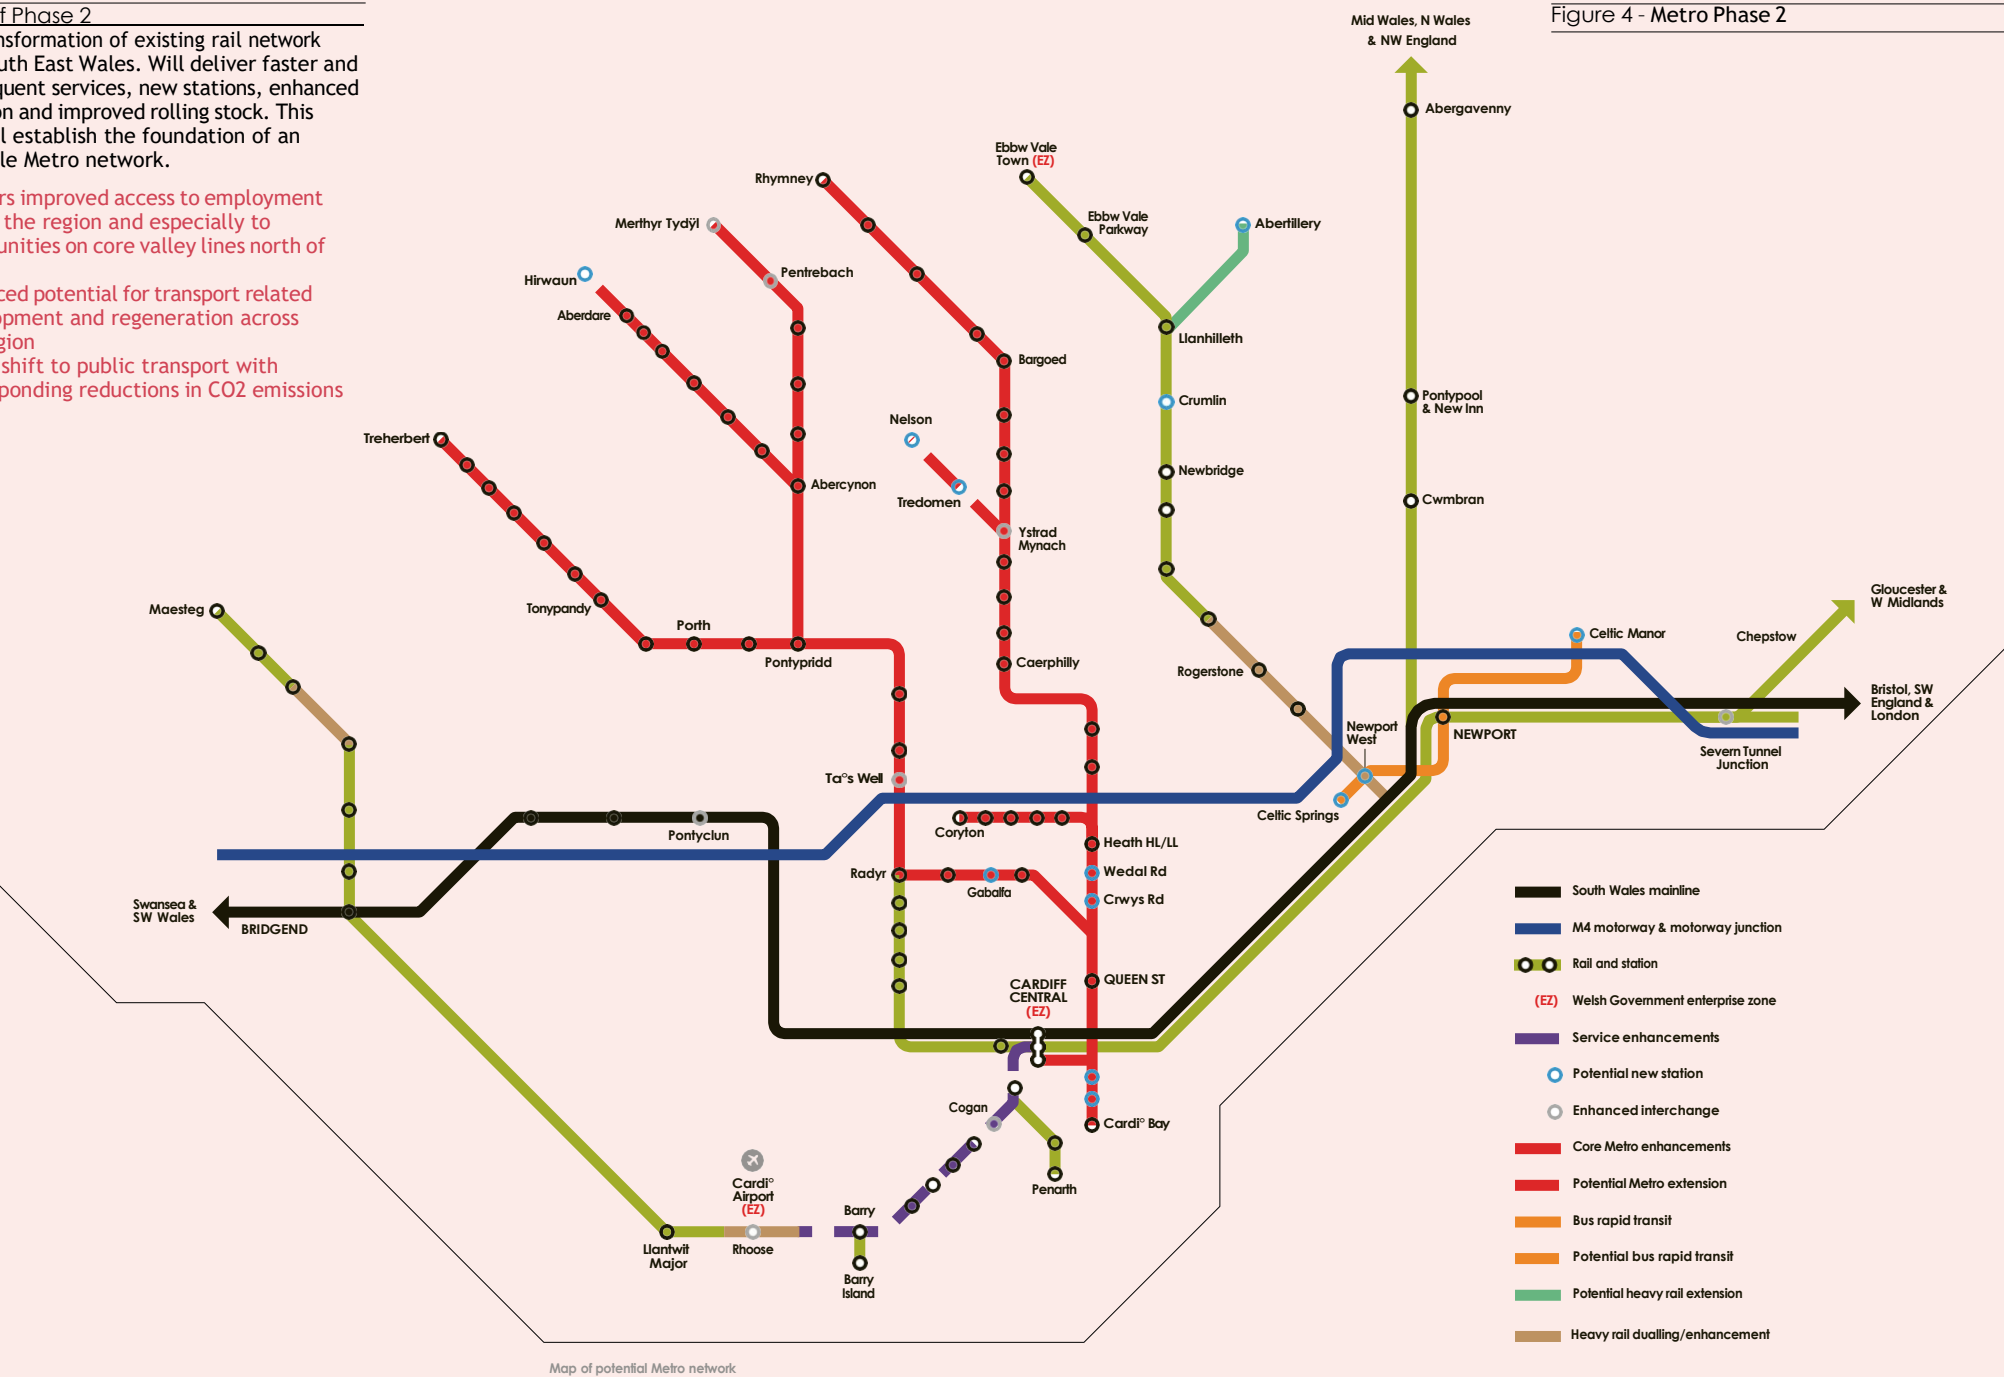 f Phase 2
nsformation of existing rail network
uth East Wales. Will deliver faster and
quent services, new stations, enhanced
on and improved rolling stock. This
l establish the foundation of an
le Metro network.
rs improved access to employment
the region and especially to
unities on core valley lines north of
ced potential for transport related
opment and regeneration across
gion
shift to public transport with
ponding reductions in CO2 emissions
Figure 4 - Metro Phase 2
Mid Wales, N Wales
& NW England
Abergavenny
Ebbw Vale
Town (EZ)
Rhymney
Merthyr Tydÿl
Ebbw Vale
Parkway
Abertillery
Pentrebach
Hirwaun
Aberdare
Llanhilleth
Bargoed
Crumlin
Pontypool
& New Inn
Nelson
Treherbert
Newbridge
Abercynon
Tredomen
Cwmbran
Ystrad
Mynach
Maesteg
Tonypandy
Porth
Pontypridd
Caerphilly
Rogerstone
Celtic Manor
Chepstow
Gloucester &
W Midlands
Bristol, SW
England &
London
Newport
West
NEWPORT
Severn Tunnel
Junction
Ta°s Well
Celtic Springs
Pontyclun
Coryton
Heath HL/LL
Radyr
Gabalfa
Wedal Rd
Crwys Rd
Swansea &
SW Wales
BRIDGEND
QUEEN ST
CARDIFF
CENTRAL
(EZ)
Cogan
Cardi° Bay
Penarth
Cardi°
Airport
(EZ)
Barry
Llantwit
Major
Rhoose
Barry
Island
South Wales mainline
M4 motorway & motorway junction
Rail and station
(EZ) Welsh Government enterprise zone
Service enhancements
Potential new station
Enhanced interchange
Core Metro enhancements
Potential Metro extension
Bus rapid transit
Potential bus rapid transit
Potential heavy rail extension
Heavy rail dualling/enhancement
Map of potential Metro network